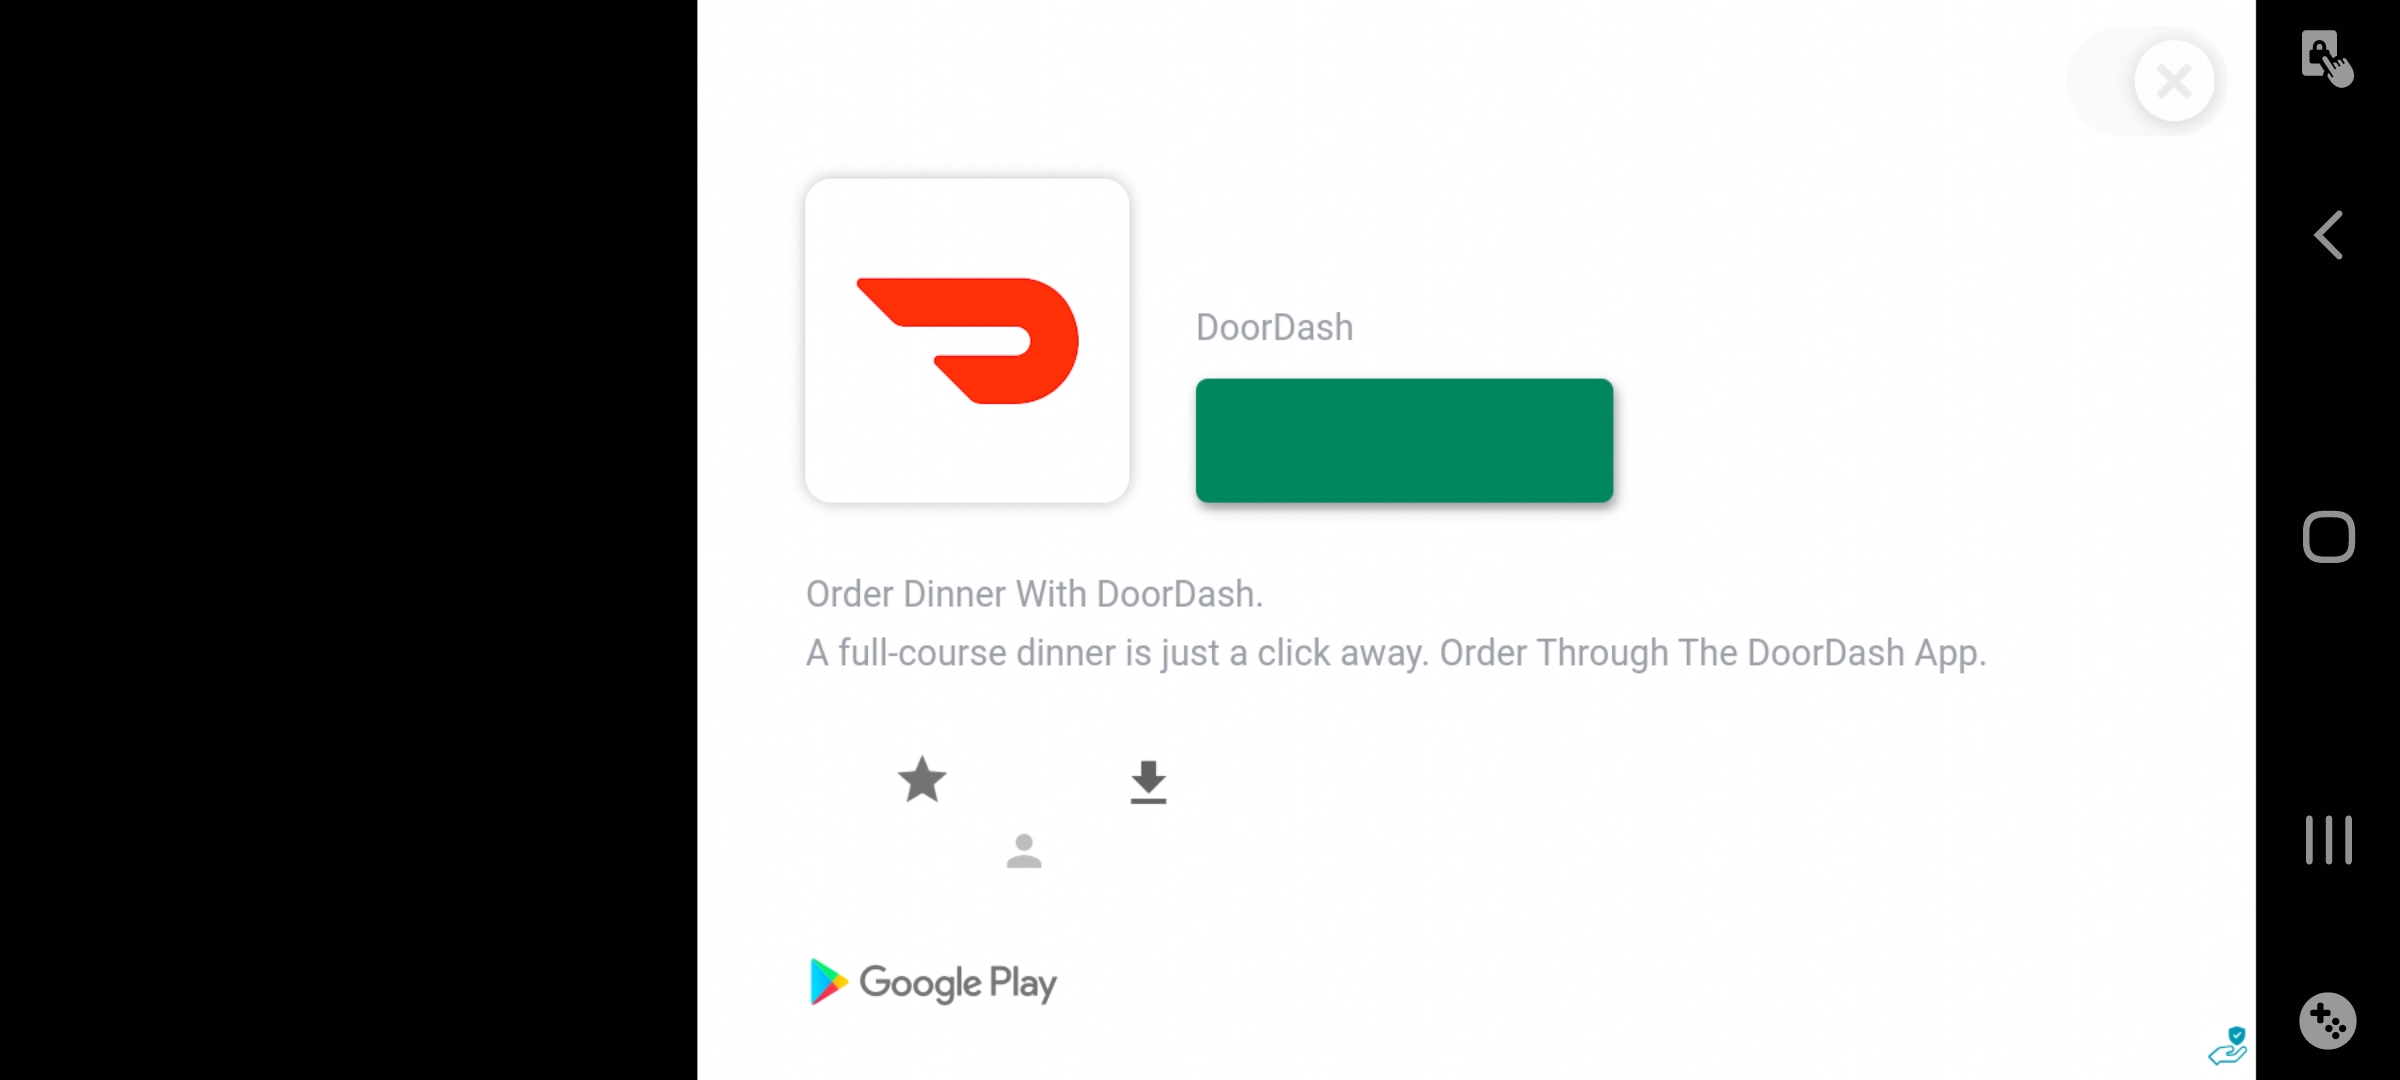 DoorDash
Order Dinner With DoorDash.
A full-course dinner is just a click away. Order Through The DoorDash App.
Google Play